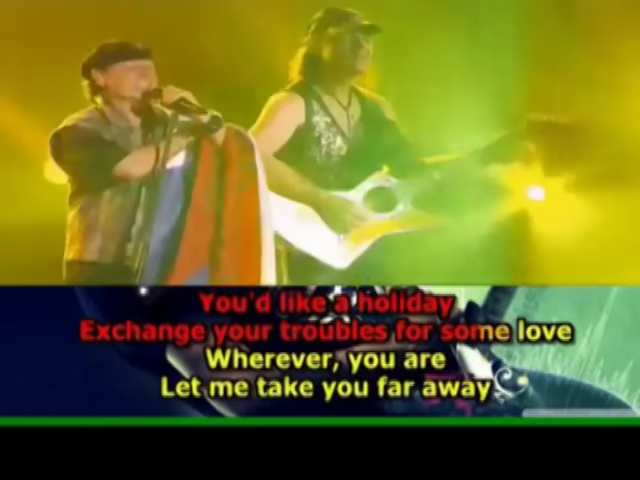 You'd like a holiday
Exchange your troubles for some love
Wherever, you are
Let me take you far away